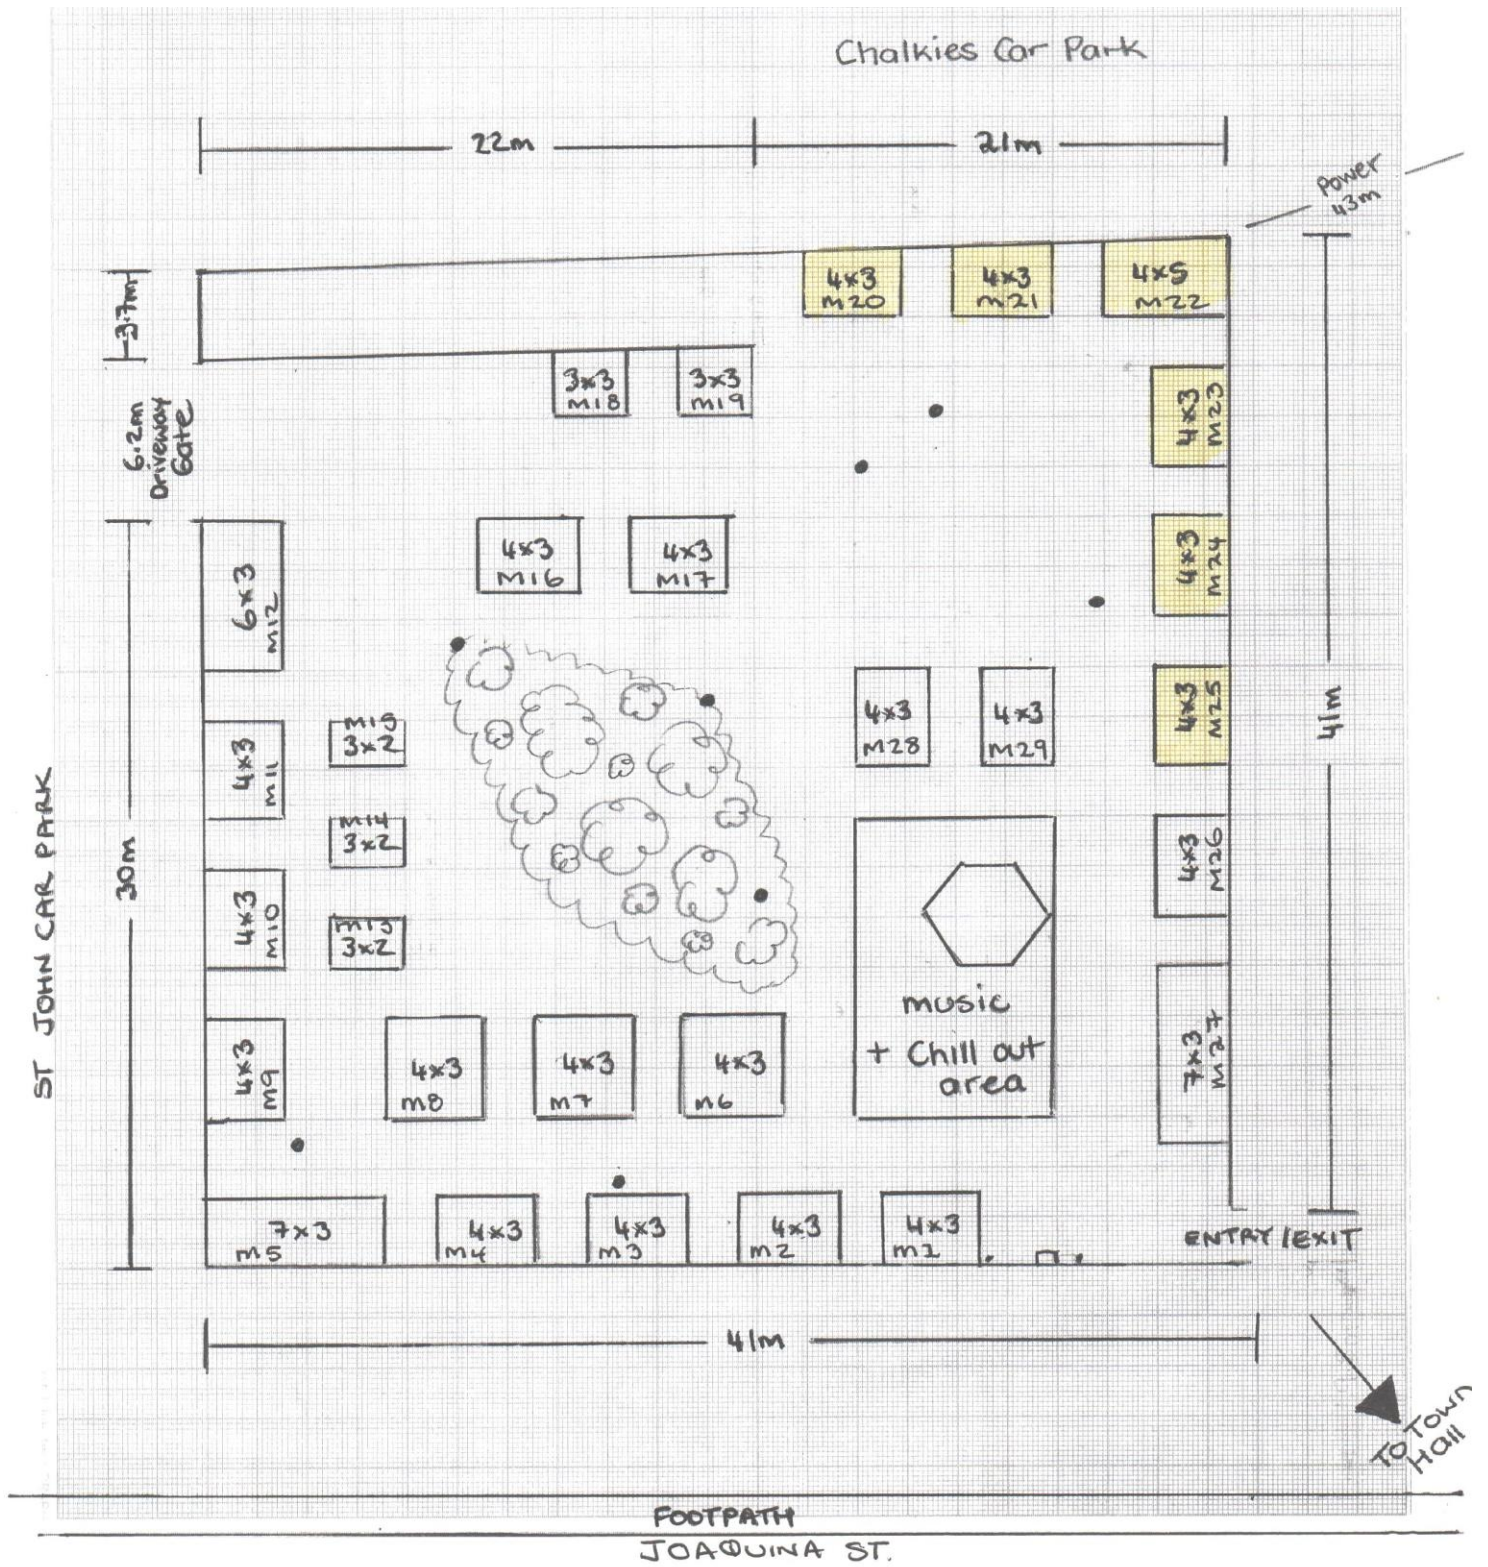 Chalkies Car Park
22m
21m
Power
43m
3.7m
6.2m
Driveway
Gate
4x3
M20
4x3
M21
4x5
M22
3x3
M18
3x3
M19
4x3
M23
4x3
M16
4x3
M17
4x3
M24
6x3
M12
4x3
M11
M15
3x2
4x3
M28
4x3
M29
4x3
M25
41m
ST JOHN CAR PARK
30m
M14
3x2
4x3
M10
M13
3x2
4x3
M26
music
+ Chill out
area
7x3
M27
4x3
M9
4x3
M8
4x3
M7
4x3
M6
7x3
M5
4x3
M4
4x3
M3
4x3
M2
4x3
M1
ENTRY/EXIT
41m
TO TOWN
Hall
FOOTPATH
JOAQUINA ST.